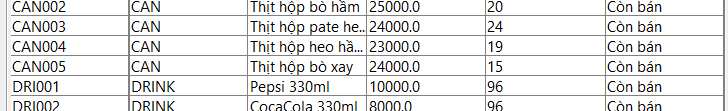 CAN002 CAN Thịt hộp bò hầm 25000.0 20 Còn bán
CAN003 CAN Thịt hộp pate he... 24000.0 24 Còn bán
CAN004 CAN Thịt hộp heo hầ... 23000.0 19 Còn bán
CAN005 CAN Thịt hộp bò xay 24000.0 15 Còn bán
DRI001 DRINK Pepsi 330ml 10000.0 96 Còn bán
DRI002 DRINK CocaCola 330ml 8000.0 96 Còn bán